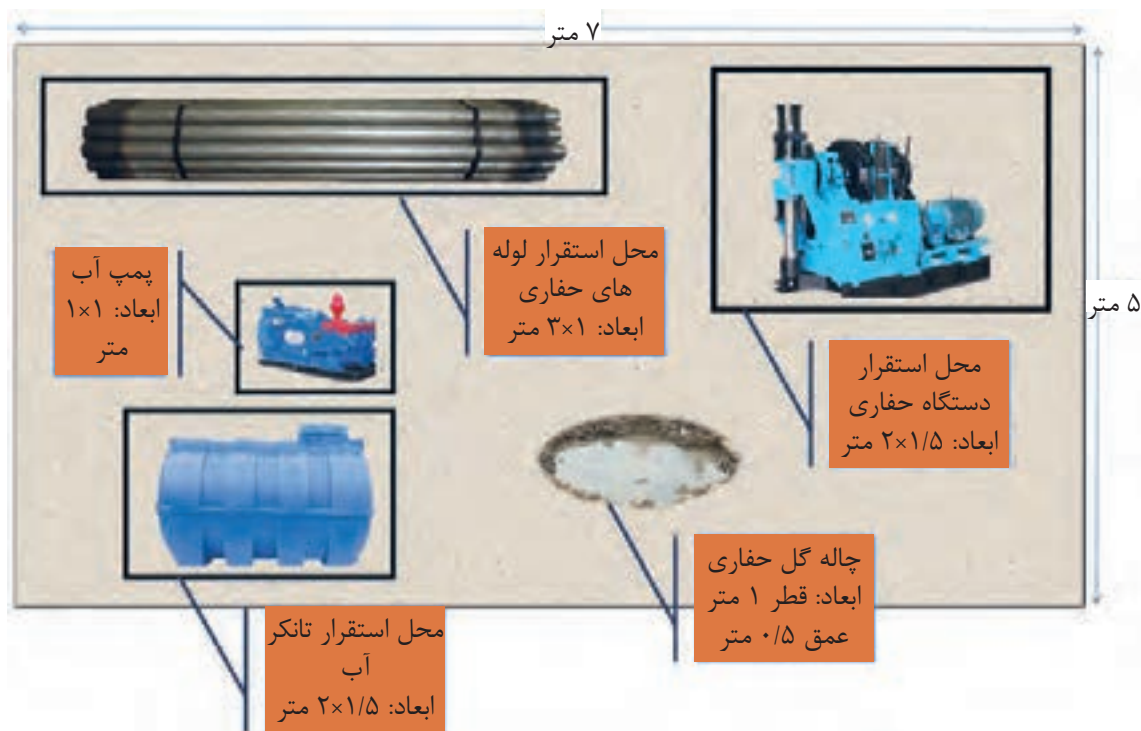 ۷ متر
۵ متر
محل استقرار لوله
های حفاری
ابعاد: ۱×۳ متر
پمپ آب
ابعاد: ۱×۱
متر
محل استقرار
دستگاه حفاری
ابعاد: ۱/۵×۲ متر
چاله گل حفاری
ابعاد: قطر ۱ متر
عمق ۰/۵ متر
محل استقرار تانکر
آب
ابعاد: ۱/۵×۲ متر